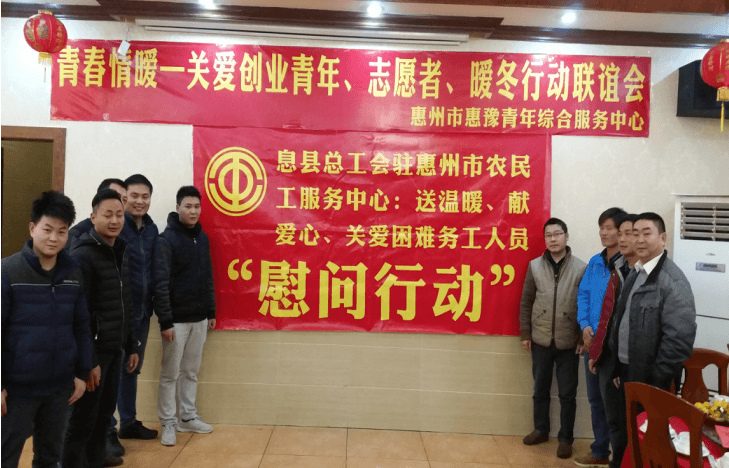 青春情暖一关爱创业青年、志愿者、暖冬行动联谊会
惠州市惠豫青年综合服务中心
息县总工会驻惠州市农民
工服务中心：送温暖、献
爱心、关爱困难务工人员
“慰问行动”